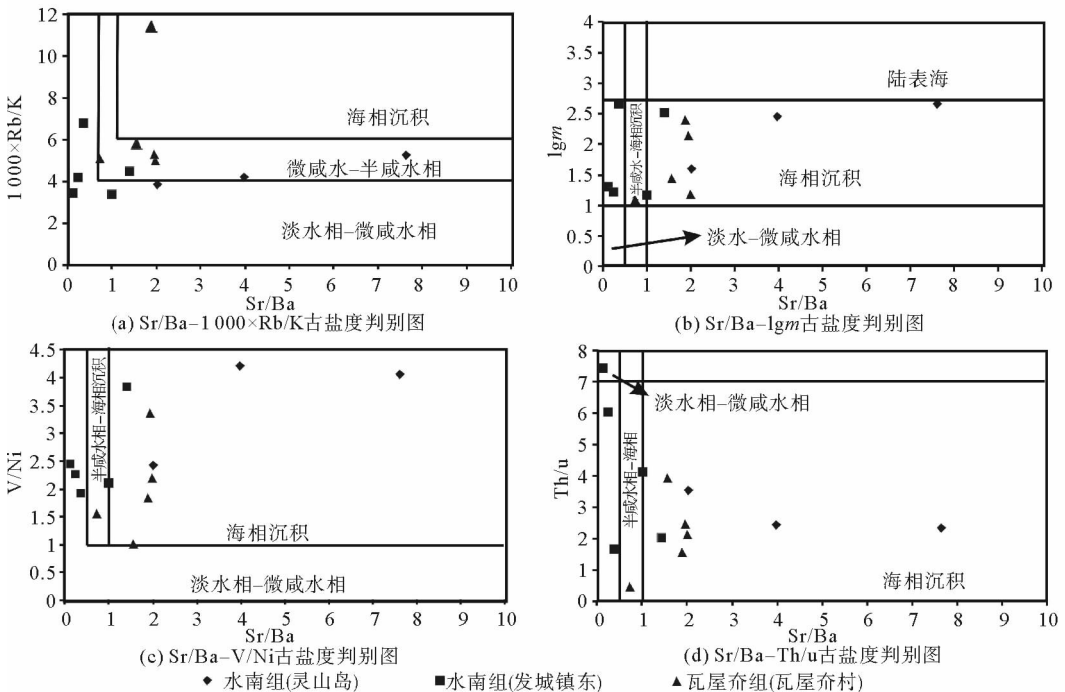 12
10
8
6
4
2
0
1 000×Rb/K
海相沉积
微咸水–半咸水相
淡水相–微咸水相
0 1 2 3 4 5 6 7 8 9 10
Sr/Ba
(a) Sr/Ba–1 000×Rb/K古盐度判别图
4
3.5
3
2.5
2
1.5
1
0.5
0
lgm
陆表海
半咸水–海相沉积
海相沉积
淡水–微咸水相
0 1 2 3 4 5 6 7 8 9 10
Sr/Ba
(b) Sr/Ba–lgm古盐度判别图
4.5
4
3.5
3
2.5
2
1.5
1
0.5
0
V/Ni
半咸水相–海相沉积
海相沉积
淡水相–微咸水相
0 1 2 3 4 5 6 7 8 9 10
Sr/Ba
(c) Sr/Ba–V/Ni古盐度判别图
8
7
6
5
4
3
2
1
0
Th/u
淡水相–微咸水相
半咸水相–海相
海相沉积
0 1 2 3 4 5 6 7 8 9 10
Sr/Ba
(d) Sr/Ba–Th/u古盐度判别图
水南组(灵山岛)
水南组(发城镇东)
瓦屋夼组(瓦屋夼村)